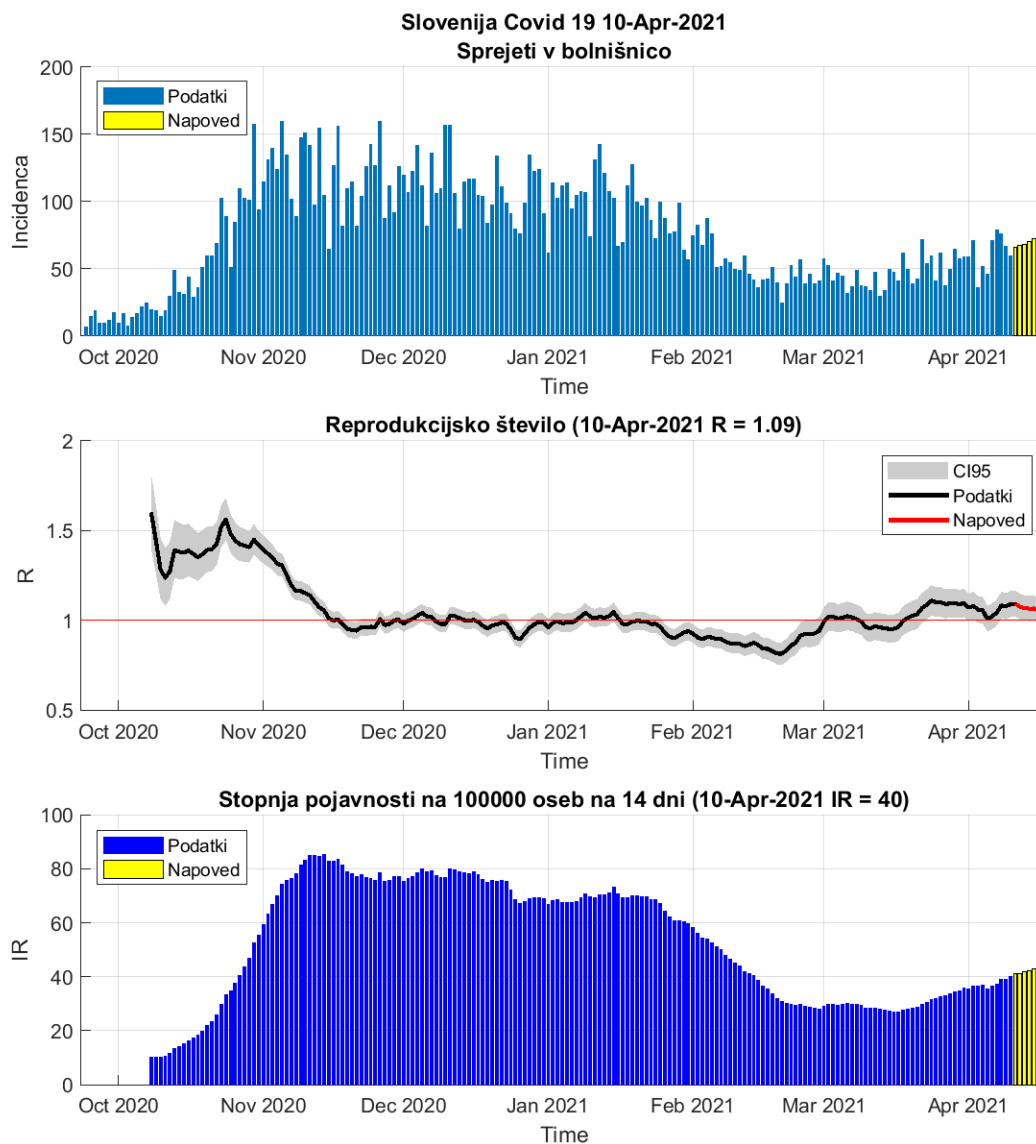 Slovenija Covid 19 10-Apr-2021
Sprejeti v bolnišnico
200
150
100
50
0
Incidenca
Podatki
Napoved
Oct 2020 Nov 2020 Dec 2020 Jan 2021 Feb 2021 Mar 2021 Apr 2021
Time
Reprodukcijsko število (10-Apr-2021 R = 1.09)
2
1.5
1
0.5
R
CI95
Podatki
Napoved
Oct 2020 Nov 2020 Dec 2020 Jan 2021 Feb 2021 Mar 2021 Apr 2021
Time
Stopnja pojavnosti na 100000 oseb na 14 dni (10-Apr-2021 IR = 40)
100
80
60
40
20
0
IR
Podatki
Napoved
Oct 2020 Nov 2020 Dec 2020 Jan 2021 Feb 2021 Mar 2021 Apr 2021
Time